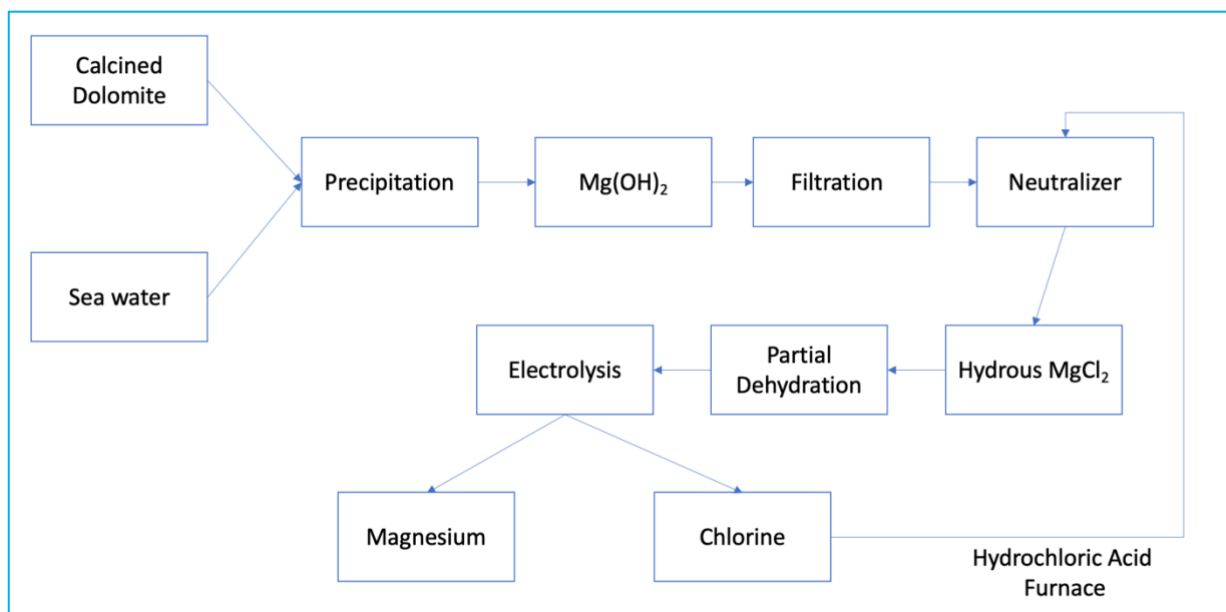 Calcined
Dolomite
Precipitation
Mg(OH)₂
Filtration
Neutralizer
Sea water
Electrolysis
Partial
Dehydration
Hydrous MgCl₂
Magnesium
Chlorine
Hydrochloric Acid
Furnace